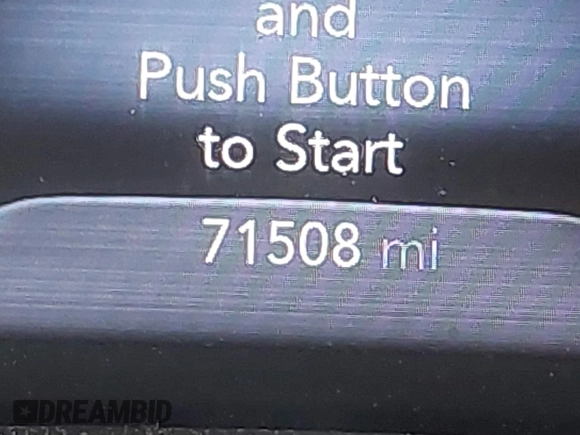 and
Push Button
to Start
71508 mi
DREAMBID